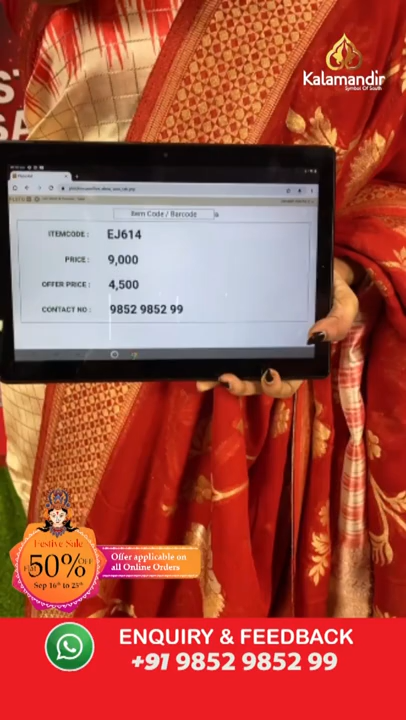 Kalamandir
Symbol Of South
Item Code / Barcode
ITEMCODE : EJ614
PRICE : 9,000
OFFER PRICE : 4,500
CONTACT NO : 9852 9852 99
Festive Sale
50% OFF
Sep 16th to 25th
Offer applicable on
all Online Orders
ENQUIRY & FEEDBACK
+91 9852 9852 99